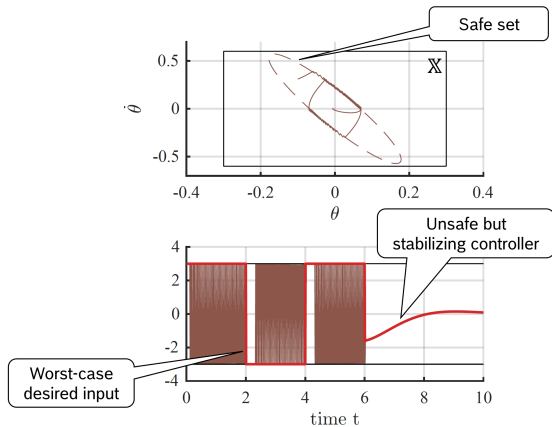 Safe set
0.5
0
-0.5
θ̇
𝕏
-0.4 -0.2 0 0.2 0.4
θ
Unsafe but
stabilizing controller
4
2
0
-2
-4
Worst-case
desired input
0 2 4 6 8 10
time t